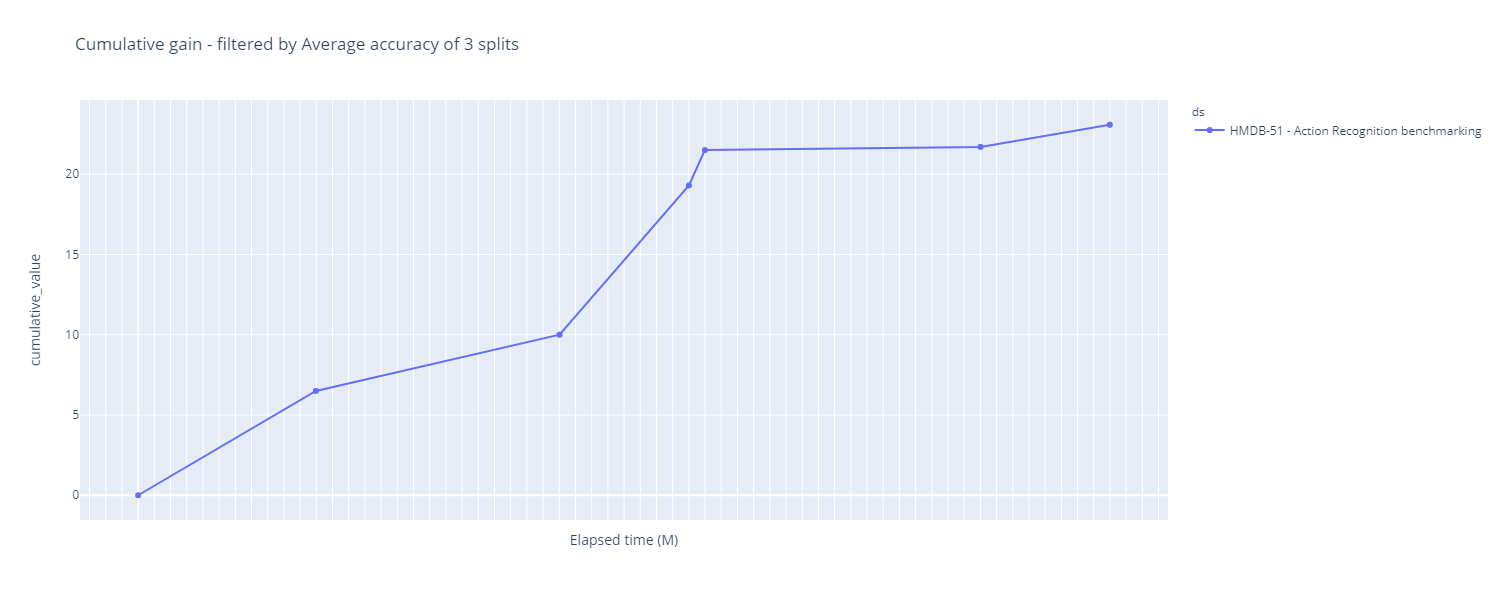 Cumulative gain - filtered by Average accuracy of 3 splits
ds
HMDB-51 - Action Recognition benchmarking
20
15
10
5
0
cumulative_value
Elapsed time (M)